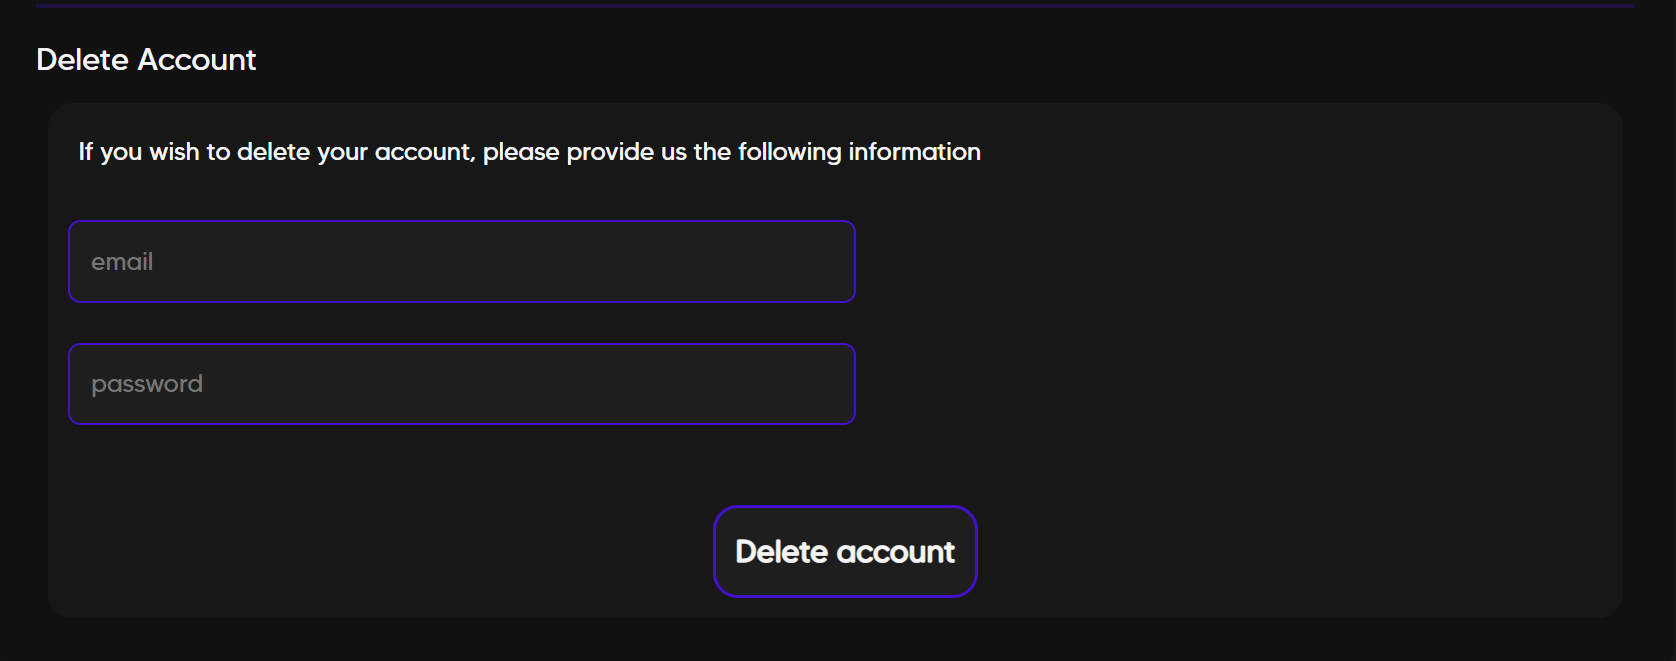 Delete Account
If you wish to delete your account, please provide us the following information
email
password
Delete account